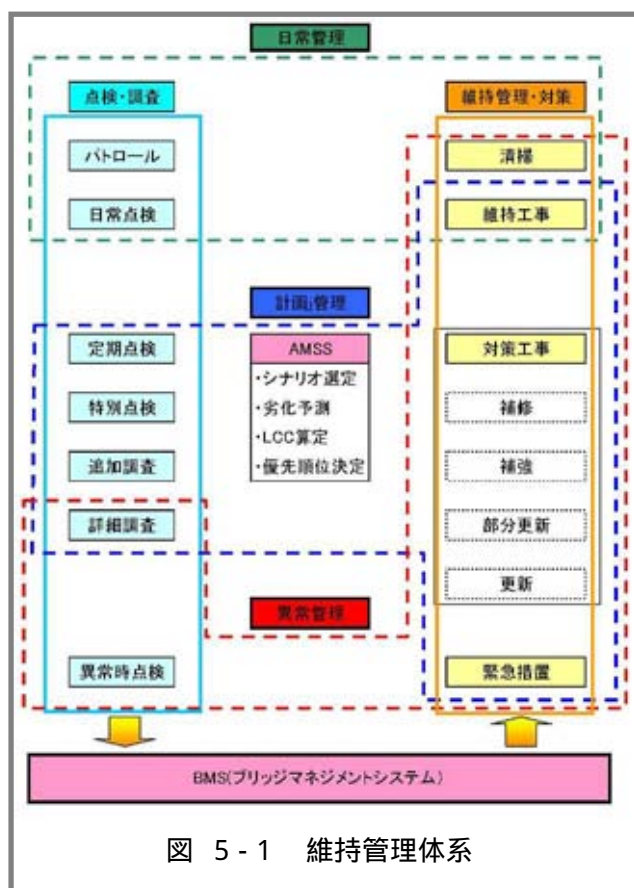 日常管理
点検・調査
維持管理・対策
パトロール
清掃
日常点検
維持工事
計画管理
定期点検
AMSS
対策工事
・シナリオ選定
・劣化予測
特別点検
補修
・LCC算定
・優先順位決定
追加調査
補強
詳細調査
部分更新
更新
異常管理
異常時点検
緊急措置
BMS(ブリッジマネジメントシステム)
図 5-1 維持管理体系